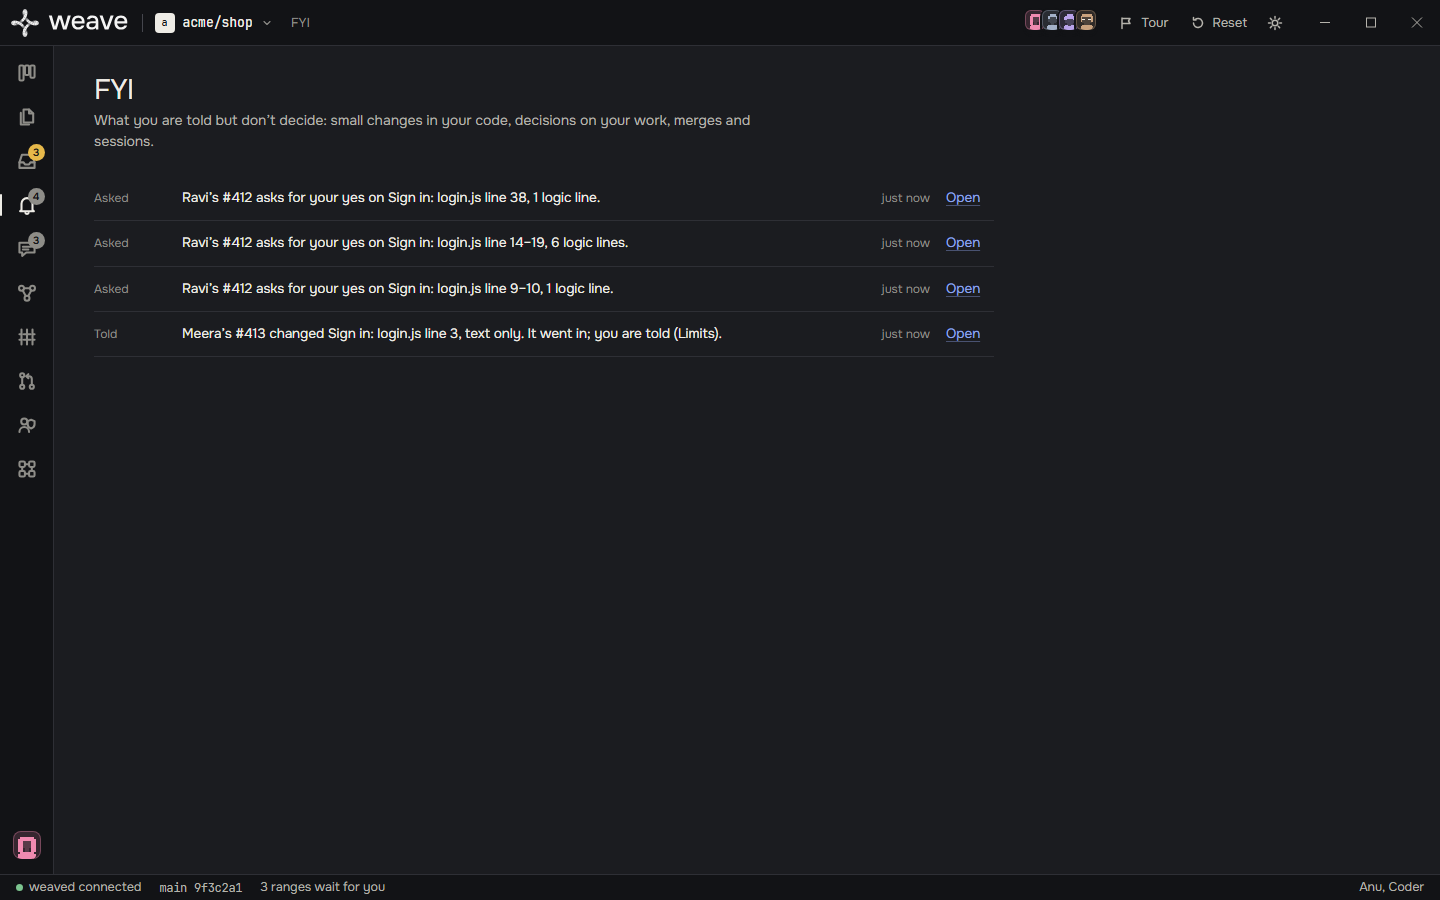 weave
a
acme/shop
FYI
Tour
Reset
3
4
3
FYI
What you are told but don’t decide: small changes in your code, decisions on your work, merges and
sessions.
Asked Ravi’s #412 asks for your yes on Sign in: login.js line 38, 1 logic line. just now Open
Asked Ravi’s #412 asks for your yes on Sign in: login.js line 14–19, 6 logic lines. just now Open
Asked Ravi’s #412 asks for your yes on Sign in: login.js line 9–10, 1 logic line. just now Open
Told Meera’s #413 changed Sign in: login.js line 3, text only. It went in; you are told (Limits). just now Open
weaved connected main 9f3c2a1 3 ranges wait for you Anu, Coder